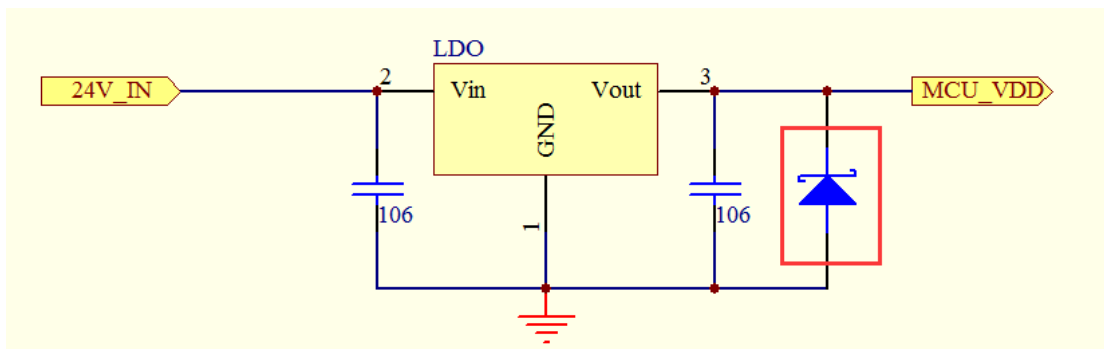 LDO
24V_IN
2
Vin
Vout
3
MCU_VDD
GND
106
1
106